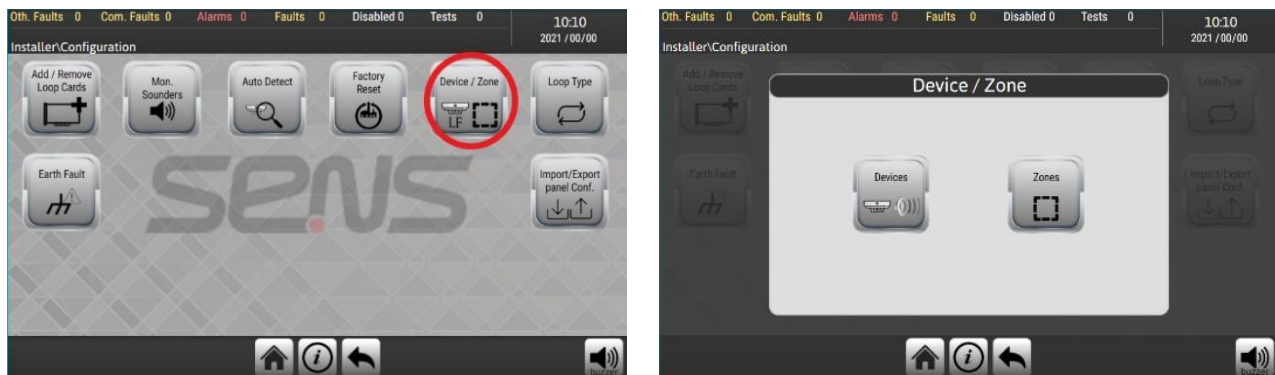 Oth. Faults 0 Com. Faults 0 Alarms 0 Faults 0 Disabled 0 Tests 0
10:10
2021 /00/00
Installer\Configuration
Add / Remove
Loop Cards
Mon.
Sounders
Auto Detect
Factory
Reset
Device / Zone
LF
Loop Type
Earth Fault
SENS
Import/Export
panel Conf.
i
buzzer
Oth. Faults 0 Com. Faults 0 Alarms 0 Faults 0 Disabled 0 Tests 0
10:10
2021 /00/00
Installer\Configuration
Add / Remove
Loop Cards
Loop Type
Device / Zone
Earth Fault
Devices
Zones
Import/Export
panel Conf.
i
buzzer